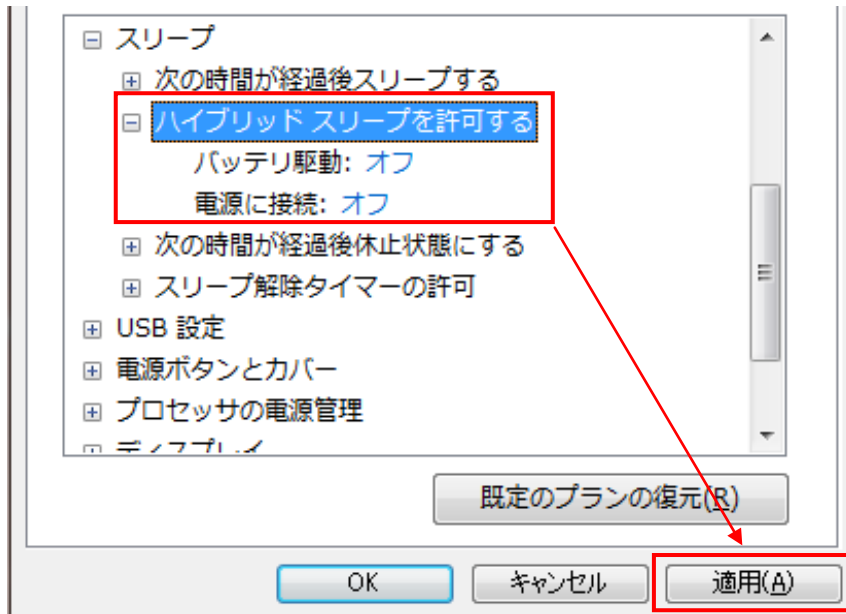 スリープ
次の時間が経過後スリープする
ハイブリッド スリープを許可する
バッテリ駆動: オフ
電源に接続: オフ
次の時間が経過後休止状態にする
スリープ解除タイマーの許可
USB 設定
電源ボタンとカバー
プロセッサの電源管理
ディスプレイ
既定のプランの復元(R)
OK
キャンセル
適用(A)